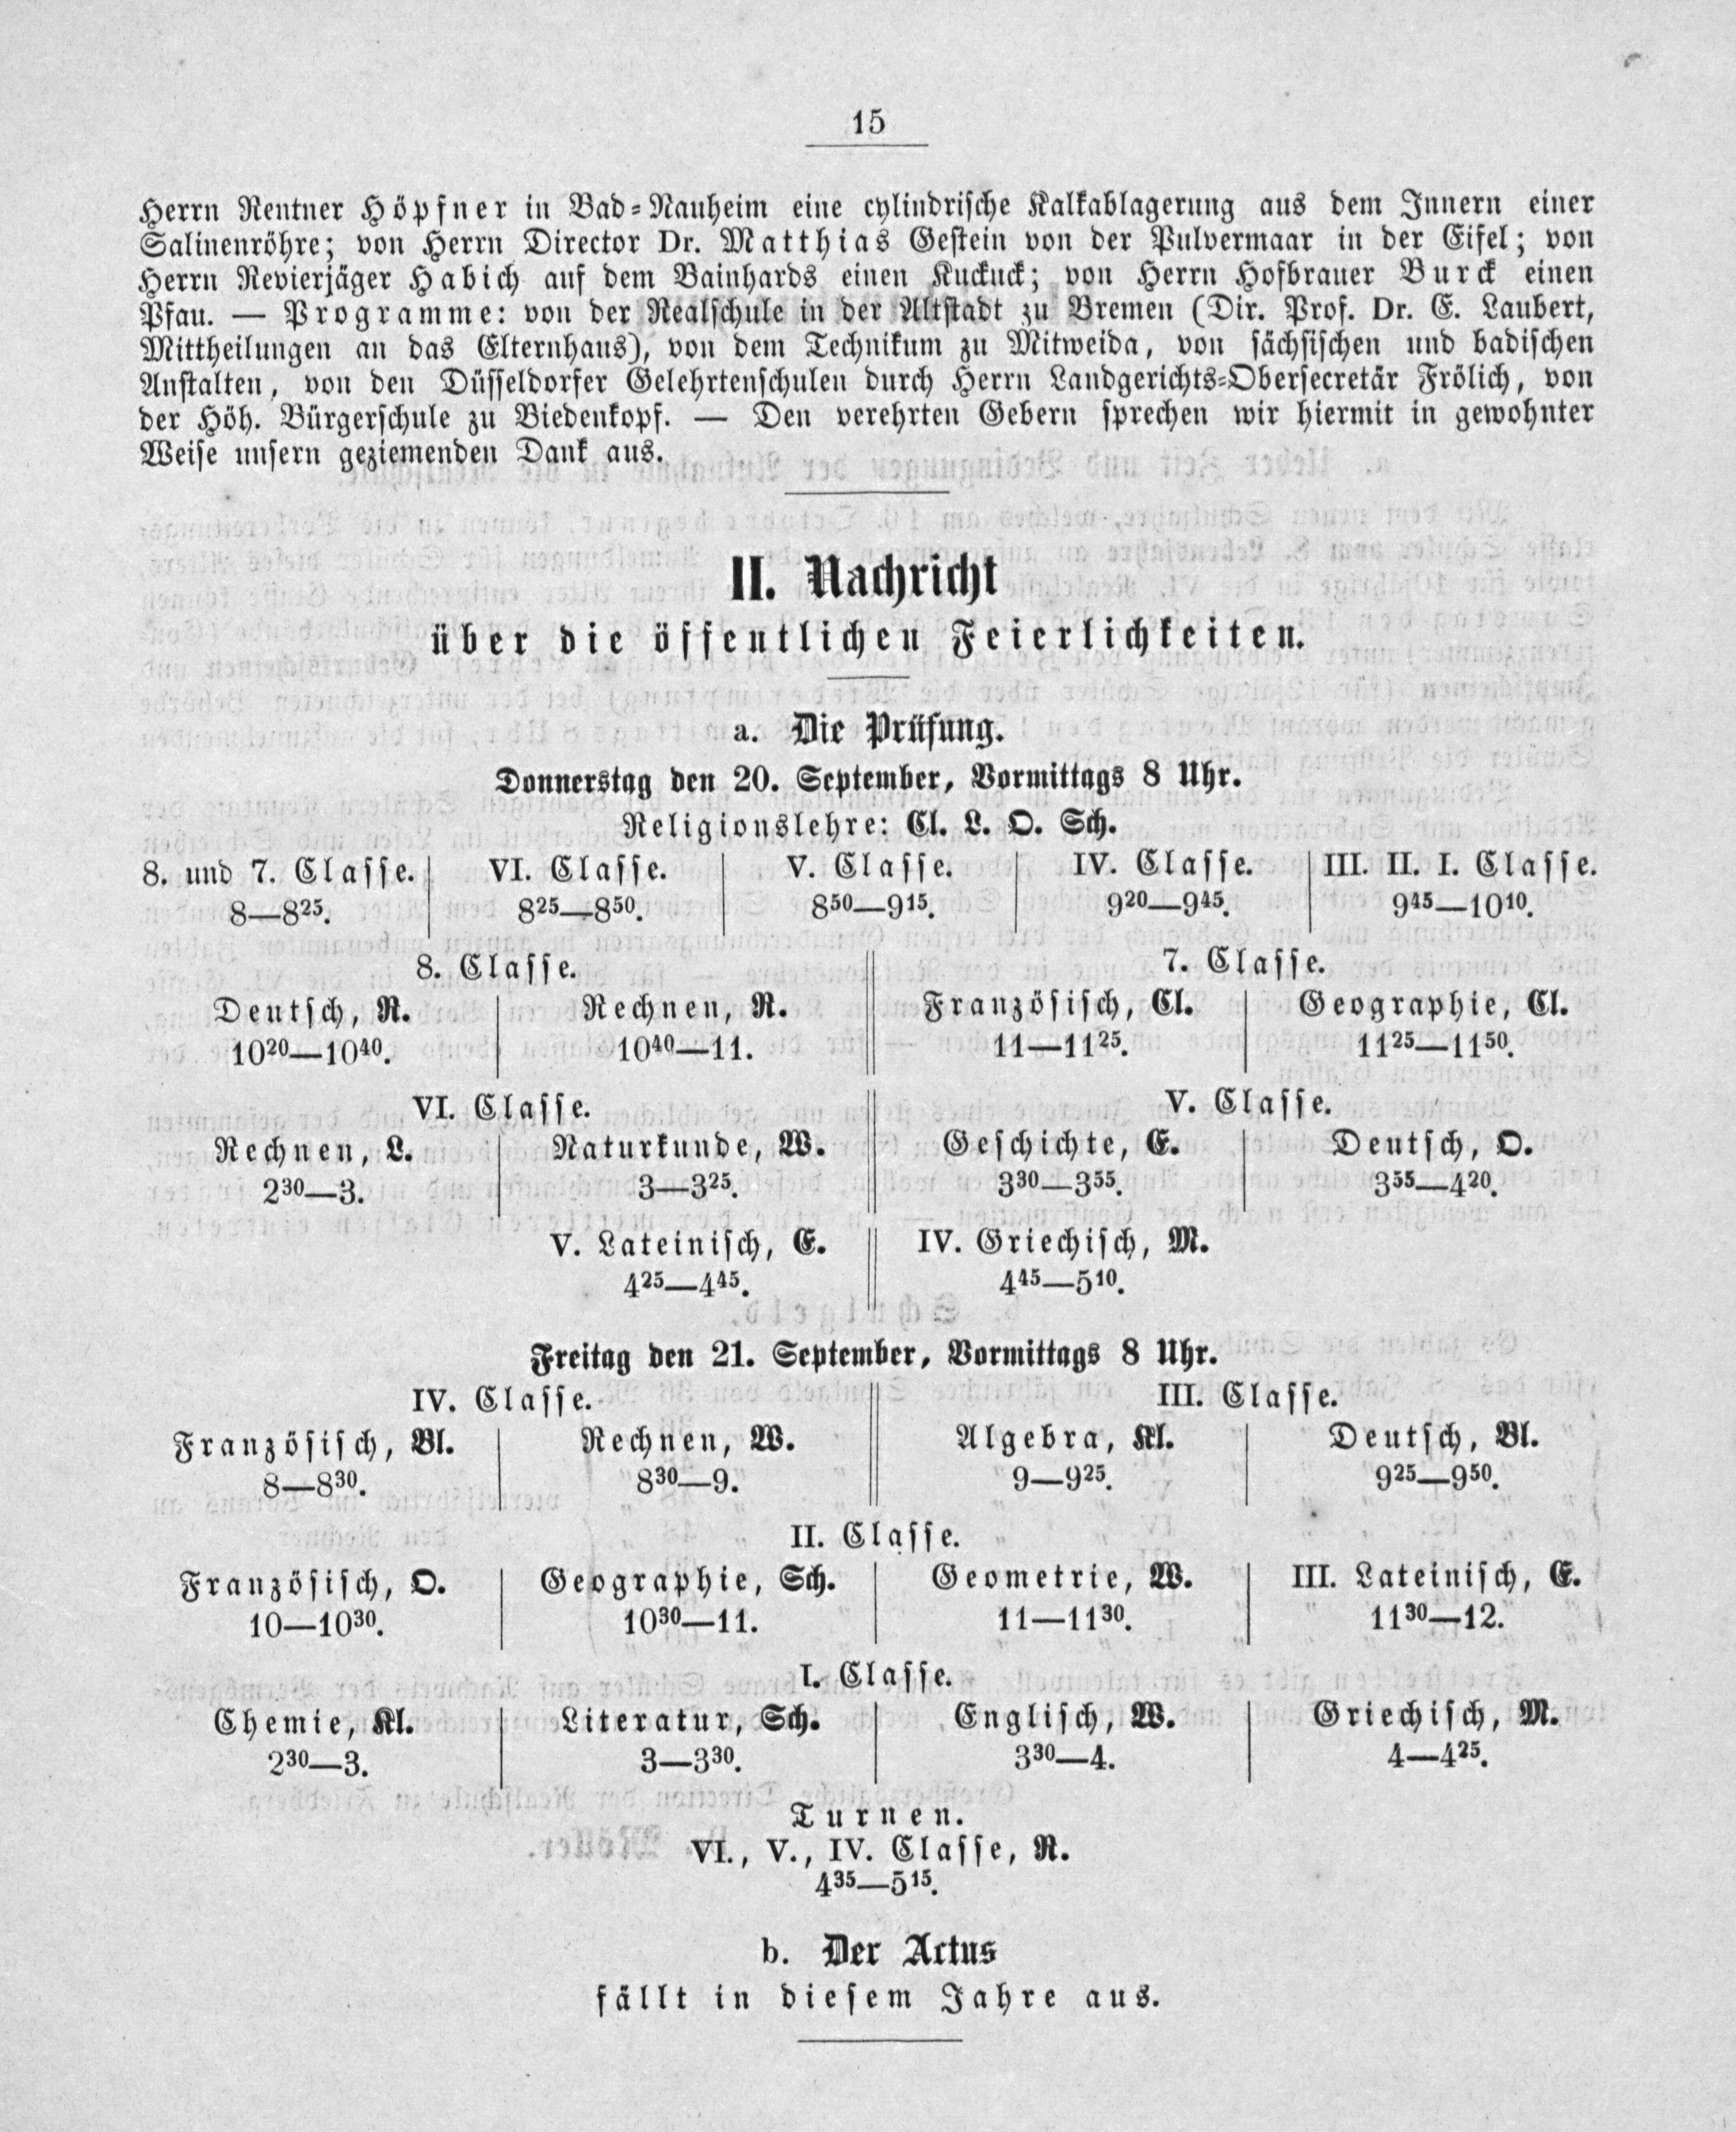 15
Herrn Rentner Höpfner in Bad-Nauheim eine cylindrische Kalkablagerung aus dem Innern einer
Salinenröhre; von Herrn Director Dr. Matthias Gestein von der Pulvermaar in der Eifel; von
Herrn Revierjäger Habich auf dem Bainhards einen Kuckuck; von Herrn Hofbrauer Burck einen
Pfau. — Programme: von der Realschule in der Altstadt zu Bremen (Dir. Prof. Dr. E. Laubert,
Mittheilungen an das Elternhaus), von dem Technikum zu Mitweida, von sächsischen und badischen
Anstalten, von den Düsseldorfer Gelehrtenschulen durch Herrn Landgerichts-Obersecretär Frölich, von
der Höh. Bürgerschule zu Biedenkopf. — Den verehrten Gebern sprechen wir hiermit in gewohnter
Weise unsern geziemenden Dank aus.
II. Nachricht
über die öffentlichen Feierlichkeiten.
a. Die Prüfung.
Donnerstag den 20. September, Vormittags 8 Uhr.
Religionslehre: Cl. L. O. Sch.
8. und 7. Classe. VI. Classe. V. Classe. IV. Classe. III. II. I. Classe.
8—8²⁵. 8²⁵—8⁵⁰. 8⁵⁰—9¹⁵. 9²⁰—9⁴⁵. 9⁴⁵—10¹⁰.
8. Classe. 7. Classe.
Deutsch, R. Rechnen, R. Französisch, Cl. Geographie, Cl.
10²⁰—10⁴⁰. 10⁴⁰—11. 11—11²⁵. 11²⁵—11⁵⁰.
VI. Classe. V. Classe.
Rechnen, L. Naturkunde, W. Geschichte, E. Deutsch, O.
2³⁰—3. 3—3²⁵. 3³⁰—3⁵⁵. 3⁵⁵—4²⁰.
V. Lateinisch, E. IV. Griechisch, M.
4²⁵—4⁴⁵. 4⁴⁵—5¹⁰.
Freitag den 21. September, Vormittags 8 Uhr.
IV. Classe. III. Classe.
Französisch, Bl. Rechnen, W. Algebra, Kl. Deutsch, Bl.
8—8³⁰. 8³⁰—9. 9—9²⁵. 9²⁵—9⁵⁰.
II. Classe.
Französisch, O. Geographie, Sch. Geometrie, W. III. Lateinisch, E.
10—10³⁰. 10³⁰—11. 11—11³⁰. 11³⁰—12.
I. Classe.
Chemie, Kl. Literatur, Sch. Englisch, W. Griechisch, M.
2³⁰—3. 3—3³⁰. 3³⁰—4. 4—4²⁵.
Turnen.
VI., V., IV. Classe, R.
4³⁵—5¹⁵.
b. Der Actus
fällt in diesem Jahre aus.